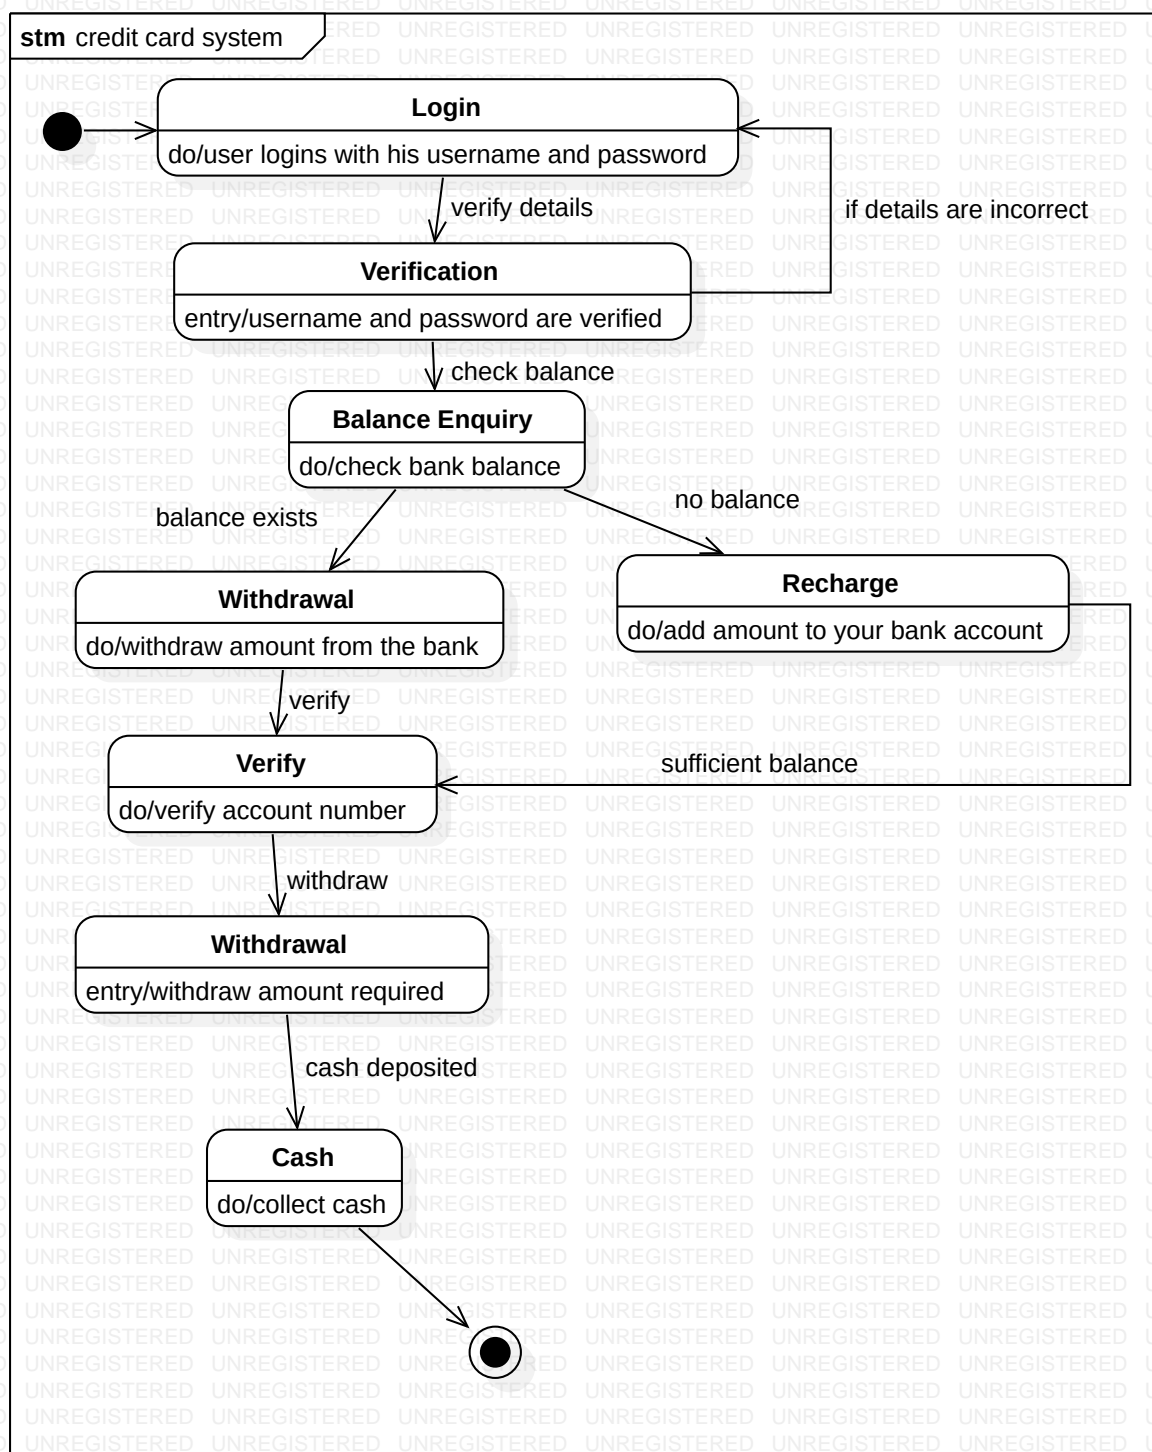 stm credit card system
Login
do/user logins with his username and password
verify details
if details are incorrect
Verification
entry/username and password are verified
check balance
Balance Enquiry
do/check bank balance
balance exists
no balance
Withdrawal
do/withdraw amount from the bank
Recharge
do/add amount to your bank account
verify
Verify
do/verify account number
sufficient balance
withdraw
Withdrawal
entry/withdraw amount required
cash deposited
Cash
do/collect cash
UNREGISTERED